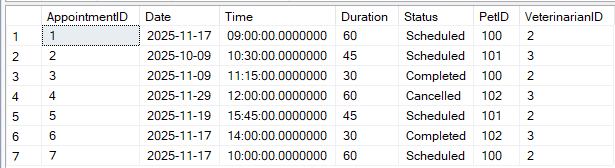 AppointmentID Date Time Duration Status PetID VeterinarianID
1 1 2025-11-17 09:00:00.0000000 60 Scheduled 100 2
2 2 2025-10-09 10:30:00.0000000 45 Scheduled 101 3
3 3 2025-11-09 11:15:00.0000000 30 Completed 100 2
4 4 2025-11-29 12:00:00.0000000 60 Cancelled 102 3
5 5 2025-11-19 15:45:00.0000000 45 Scheduled 101 2
6 6 2025-11-17 14:00:00.0000000 30 Completed 102 3
7 7 2025-11-17 10:00:00.0000000 60 Scheduled 100 2